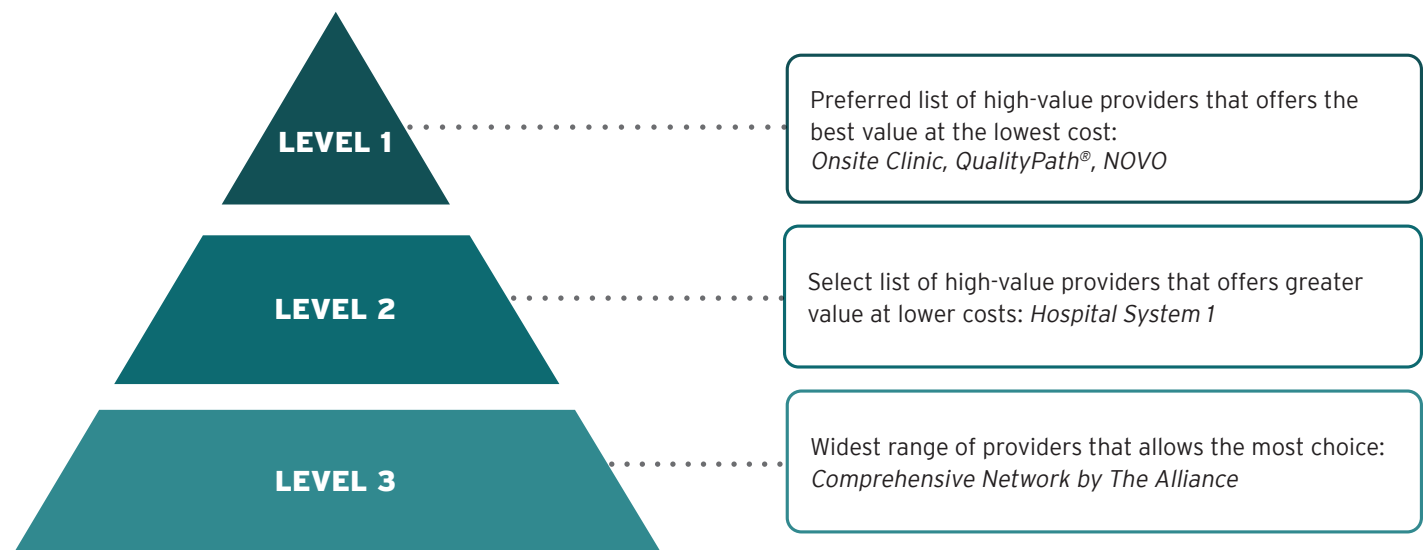 LEVEL 1
Preferred list of high-value providers that offers the
best value at the lowest cost:
Onsite Clinic, QualityPath®, NOVO
LEVEL 2
Select list of high-value providers that offers greater
value at lower costs: Hospital System 1
LEVEL 3
Widest range of providers that allows the most choice:
Comprehensive Network by The Alliance